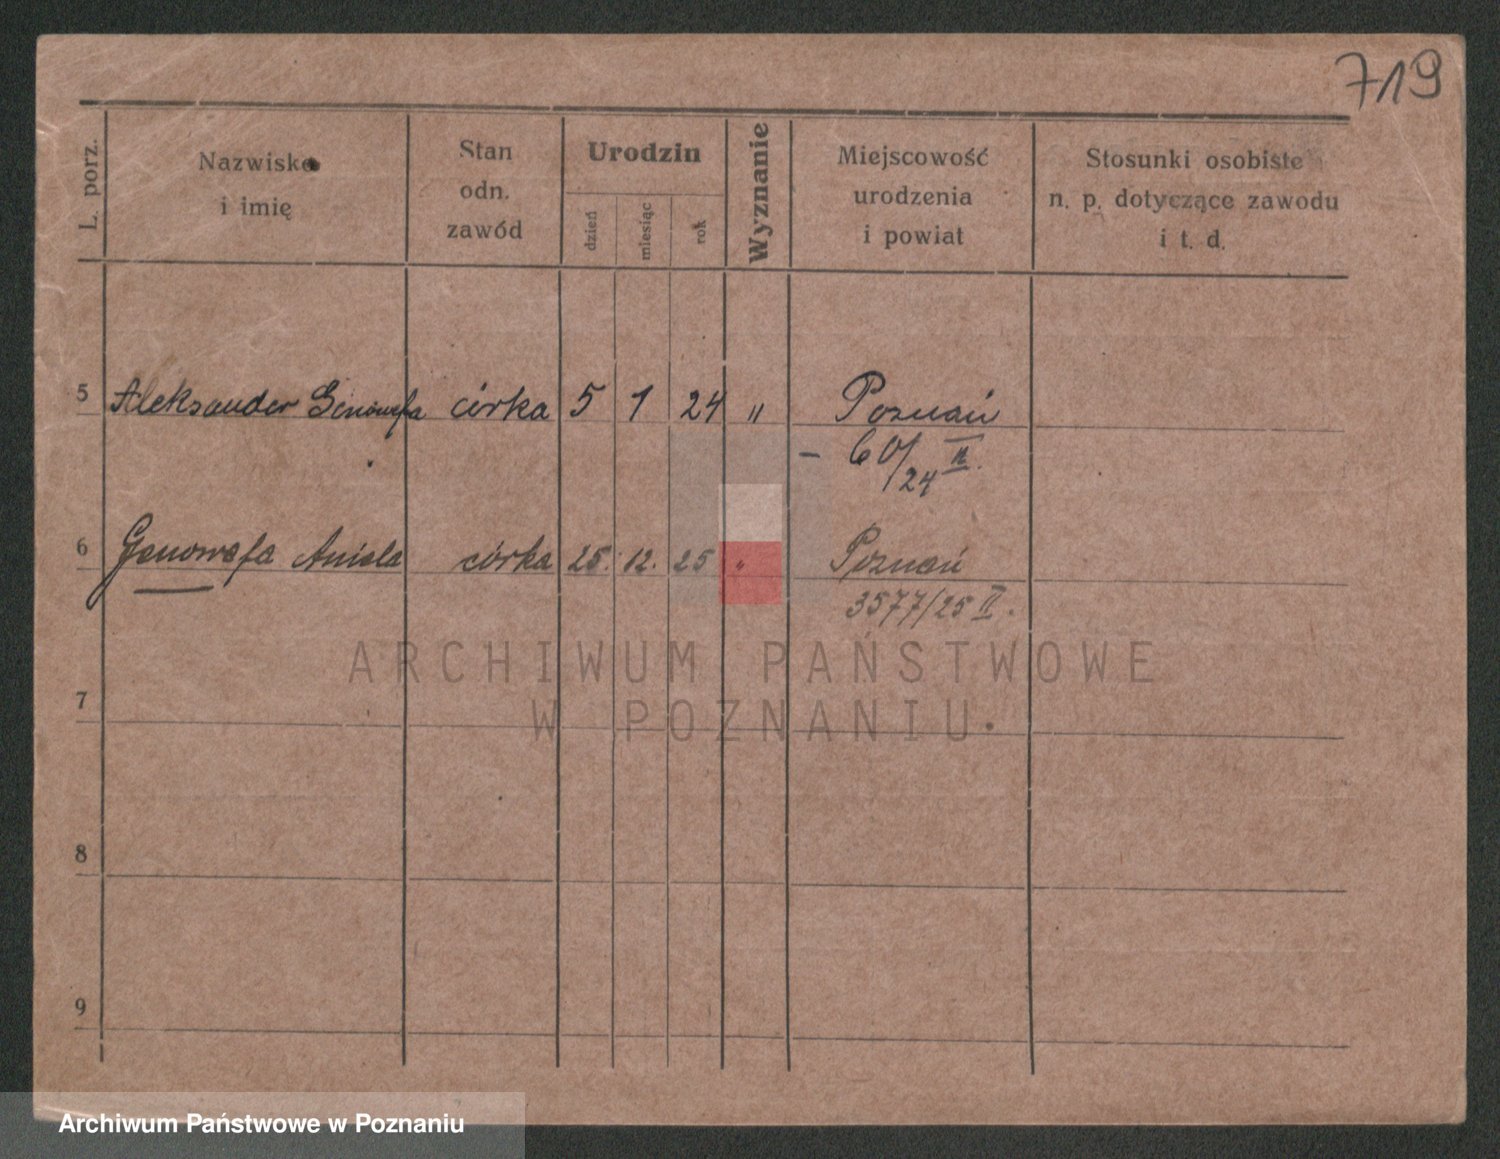 719
L. porz.
Nazwisko
i imię
Stan
odn.
zawód
Urodzin
dzień
miesiąc
rok
Wyznanie
Miejscowość
urodzenia
i powiat
Stosunki osobiste
n. p. dotyczące zawodu
i t. d.
5 Aleksander Genowefa córka 5 1 24 " Poznań
– 60/24 II.
6 Genowefa Aniela córka 25. 12. 25 " Poznań
3577/25 II.
ARCHIWUM PAŃSTWOWE
W POZNANIU
7
8
9
Archiwum Państwowe w Poznaniu